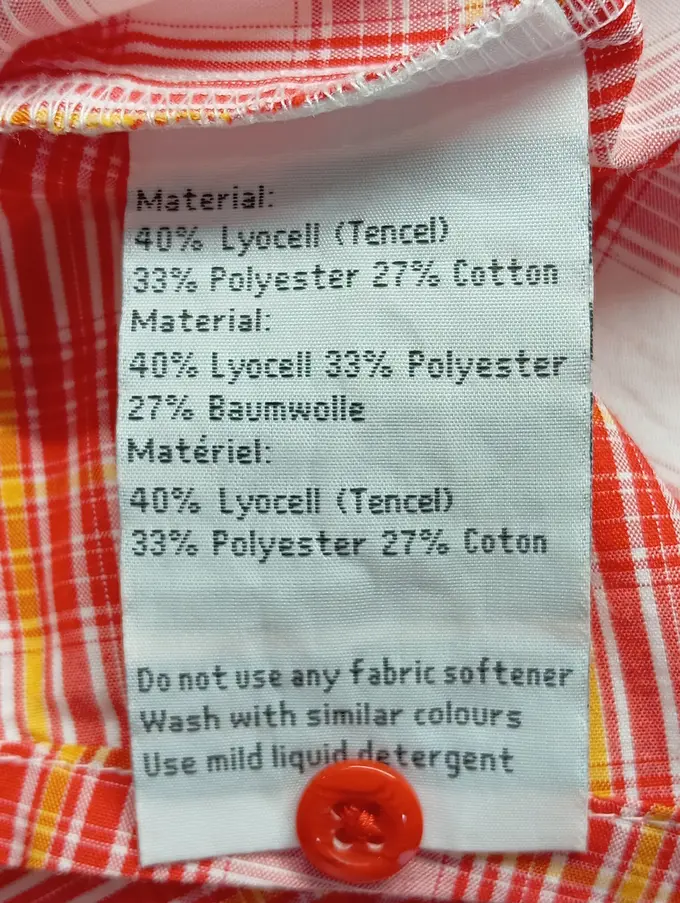 Material:
40% Lyocell (Tencel)
33% Polyester 27% Cotton
Material:
40% Lyocell 33% Polyester
27% Baumwolle
Matériel:
40% Lyocell (Tencel)
33% Polyester 27% Coton
Do not use any fabric softener
Wash with similar colours
Use mild liquid detergent